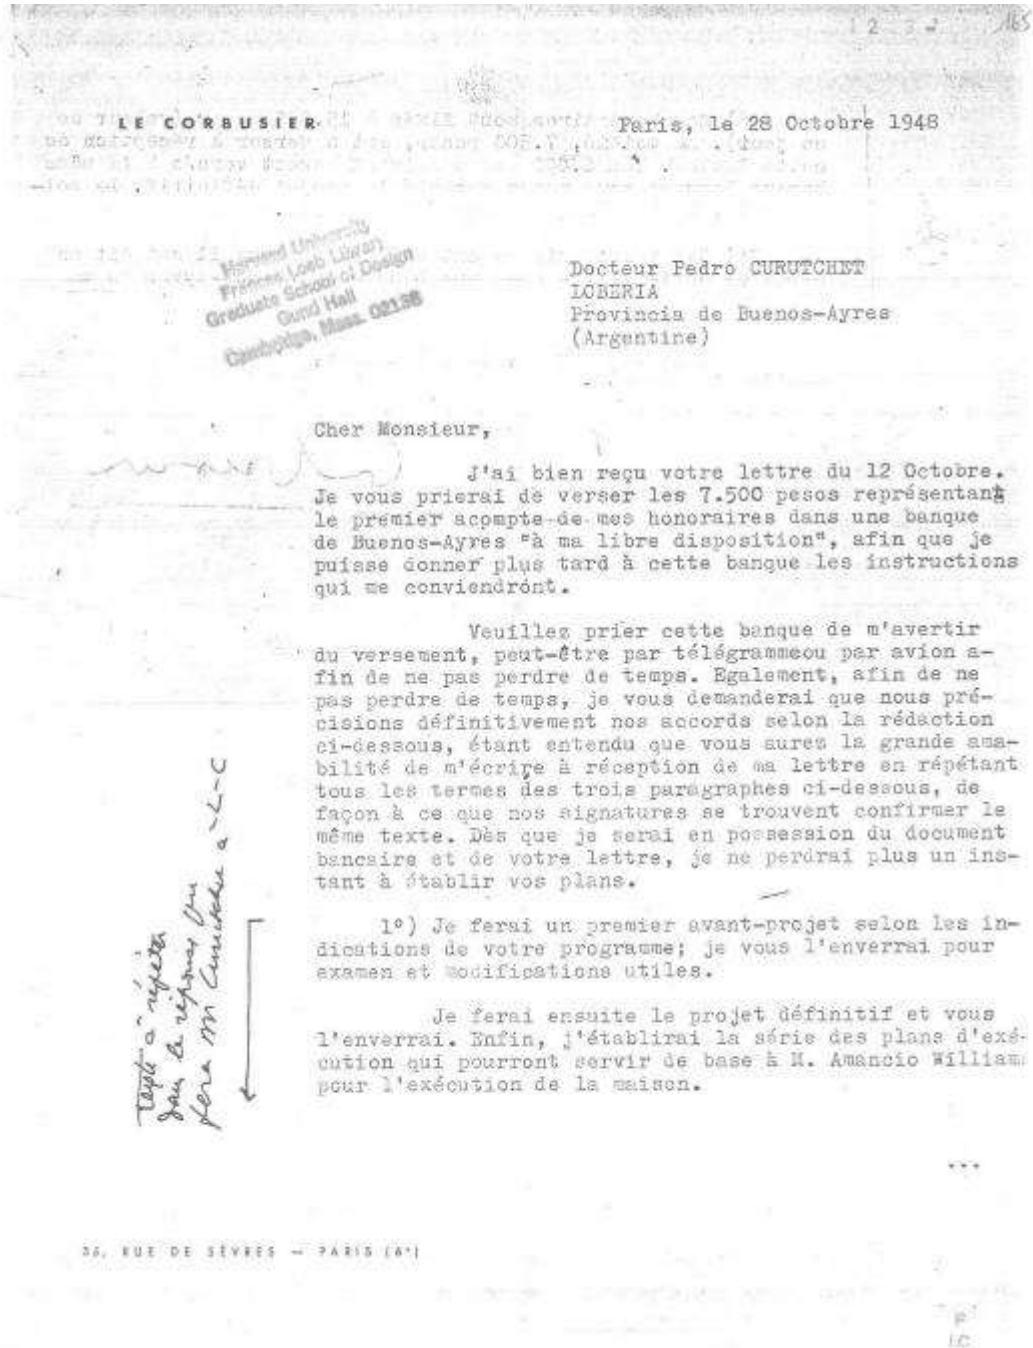 LE CORBUSIER
Paris, le 28 Octobre 1948
Harvard University
Frances Loeb Library
Graduate School of Design
Gund Hall
Cambridge, Mass. 02138
Docteur Pedro CURUTCHET
LOBERIA
Provincia de Buenos-Ayres
(Argentine)
Cher Monsieur,
J'ai bien reçu votre lettre du 12 Octobre.
Je vous prierai de verser les 7.500 pesos représentant
le premier acompte de mes honoraires dans une banque
de Buenos-Ayres "à ma libre disposition", afin que je
puisse donner plus tard à cette banque les instructions
qui me conviendront.
Veuillez prier cette banque de m'avertir
du versement, peut-être par télégrammeou par avion a-
fin de ne pas perdre de temps. Egalement, afin de ne
pas perdre de temps, je vous demanderai que nous pré-
cisions définitivement nos accords selon la rédaction
ci-dessous, étant entendu que vous aurez la grande ama-
bilité de m'écrire à réception de ma lettre en répétant
tous les termes des trois paragraphes ci-dessous, de
façon à ce que nos signatures se trouvent confirmer le
même texte. Dès que je serai en possession du document
bancaire et de votre lettre, je ne perdrai plus un ins-
tant à établir vos plans.
1º) Je ferai un premier avant-projet selon les in-
dications de votre programme; je vous l'enverrai pour
examen et modifications utiles.
Je ferai ensuite le projet définitif et vous
l'enverrai. Enfin, j'établirai la série des plans d'exé-
cution qui pourront servir de base à M. Amancio Williams
pour l'exécution de la maison.
...
texte à répéter
dans la réponse que
fera M Curutchet à L-C
35, RUE DE SÈVRES — PARIS (6e)